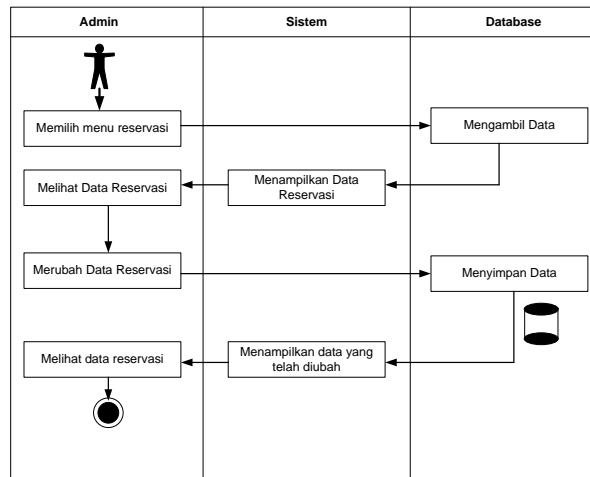 Admin
Sistem
Database
Memilih menu reservasi
Mengambil Data
Melihat Data Reservasi
Menampilkan Data
Reservasi
Merubah Data Reservasi
Menyimpan Data
Melihat data reservasi
Menampilkan data yang
telah diubah